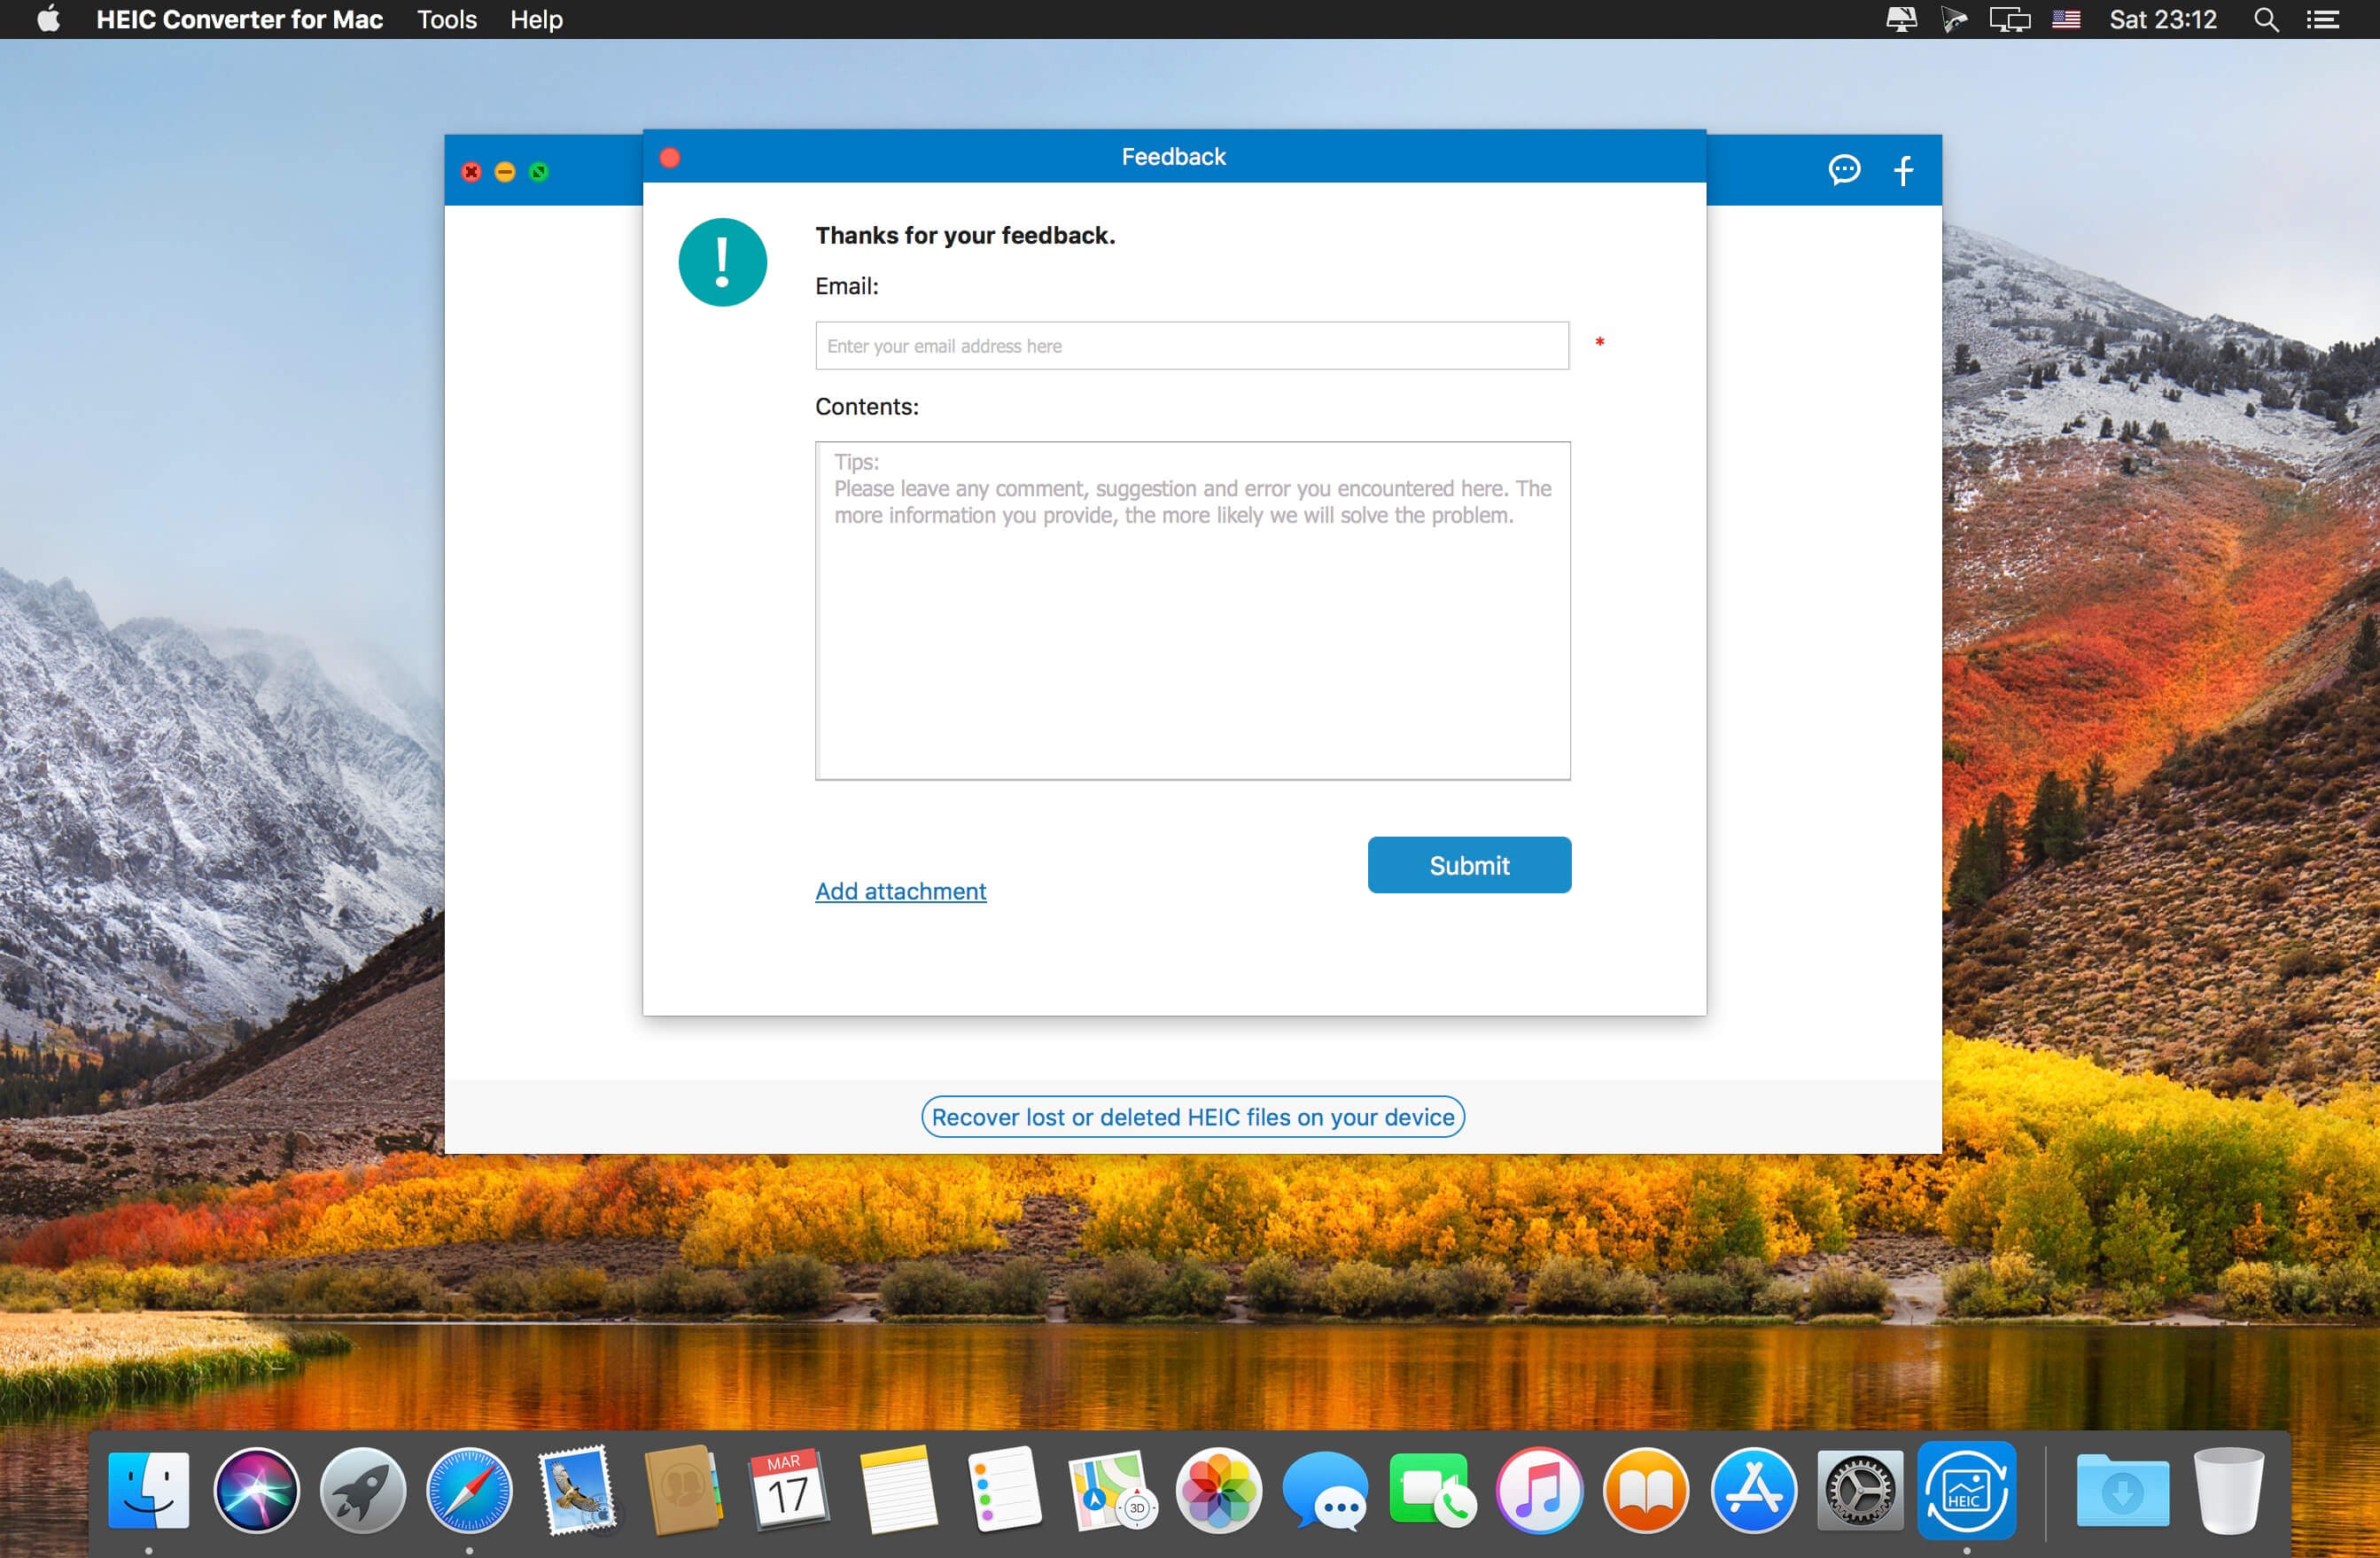 HEIC Converter for Mac Tools Help Sat 23:12
Feedback
Thanks for your feedback.
Email:
Enter your email address here *
Contents:
Tips:
Please leave any comment, suggestion and error you encountered here. The
more information you provide, the more likely we will solve the problem.
Submit
Add attachment
Recover lost or deleted HEIC files on your device
MAR
17
3D
HEIC